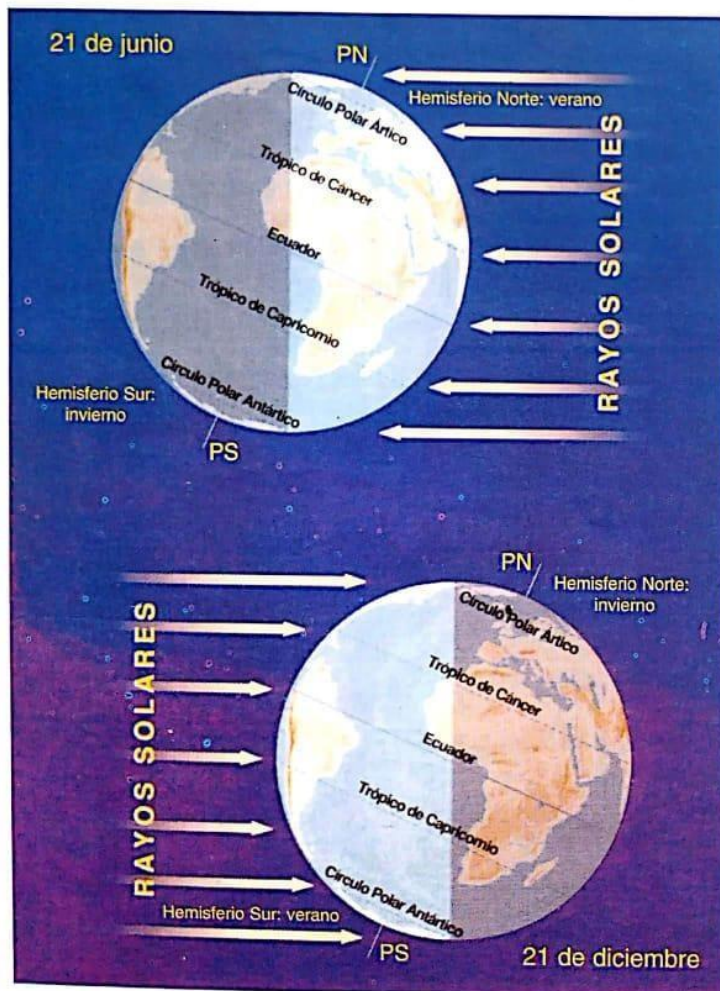 21 de junio
PN
Hemisferio Norte: verano
Círculo Polar Ártico
Trópico de Cáncer
Ecuador
Trópico de Capricornio
Círculo Polar Antártico
RAYOS SOLARES
Hemisferio Sur:
invierno
PS
PN
Hemisferio Norte:
invierno
Círculo Polar Ártico
Trópico de Cáncer
Ecuador
Trópico de Capricornio
Círculo Polar Antártico
RAYOS SOLARES
Hemisferio Sur: verano
PS
21 de diciembre